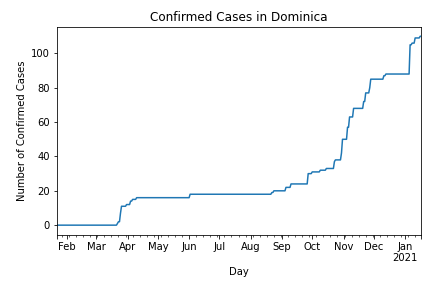 Confirmed Cases in Dominica
Number of Confirmed Cases
100
80
60
40
20
0
Feb Mar Apr May Jun Jul Aug Sep Oct Nov Dec Jan
2021
Day